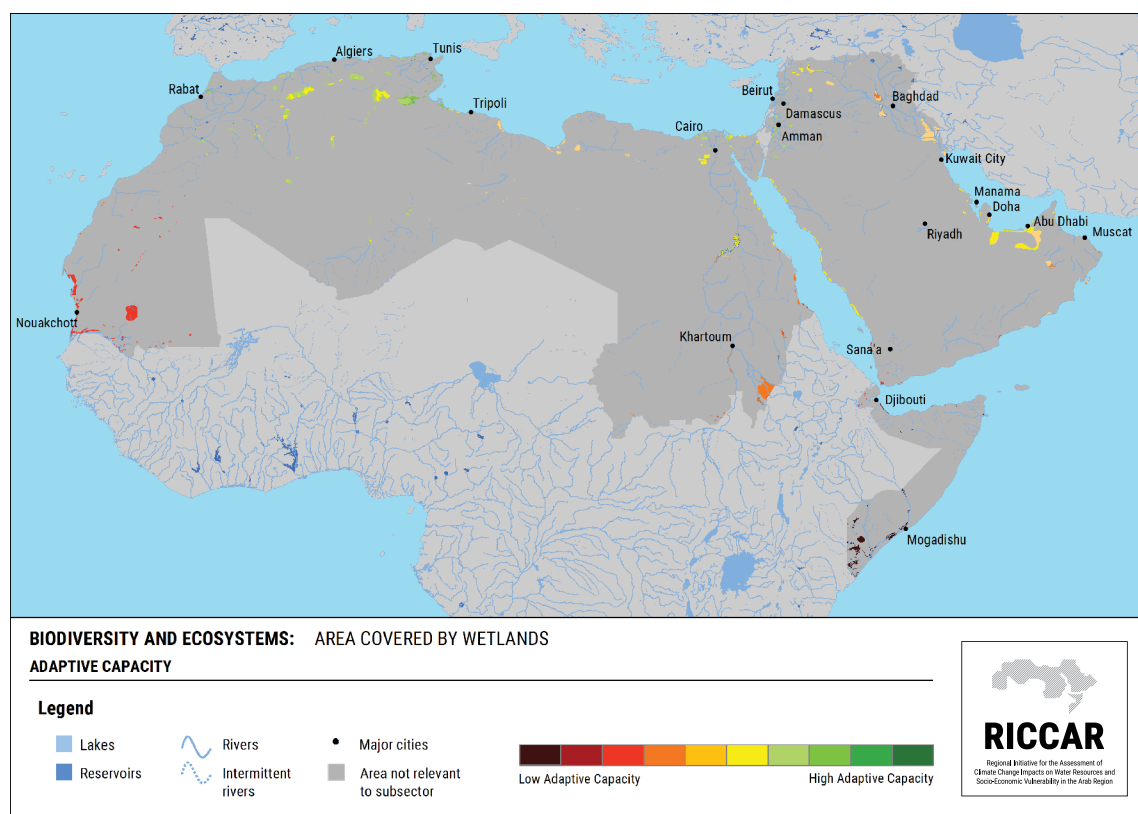 Algiers
Tunis
Rabat
Tripoli
Beirut
Baghdad
Damascus
Cairo
Amman
Kuwait City
Manama
Doha
Abu Dhabi
Riyadh
Muscat
Nouakchott
Khartoum
Sana'a
Djibouti
Mogadishu
BIODIVERSITY AND ECOSYSTEMS: AREA COVERED BY WETLANDS
ADAPTIVE CAPACITY
Legend
Lakes
Rivers
Major cities
Reservoirs
Intermittent
rivers
Area not relevant
to subsector
Low Adaptive Capacity
High Adaptive Capacity
RICCAR
Regional Initiative for the Assessment of
Climate Change Impacts on Water Resources and
Socio-Economic Vulnerability in the Arab Region